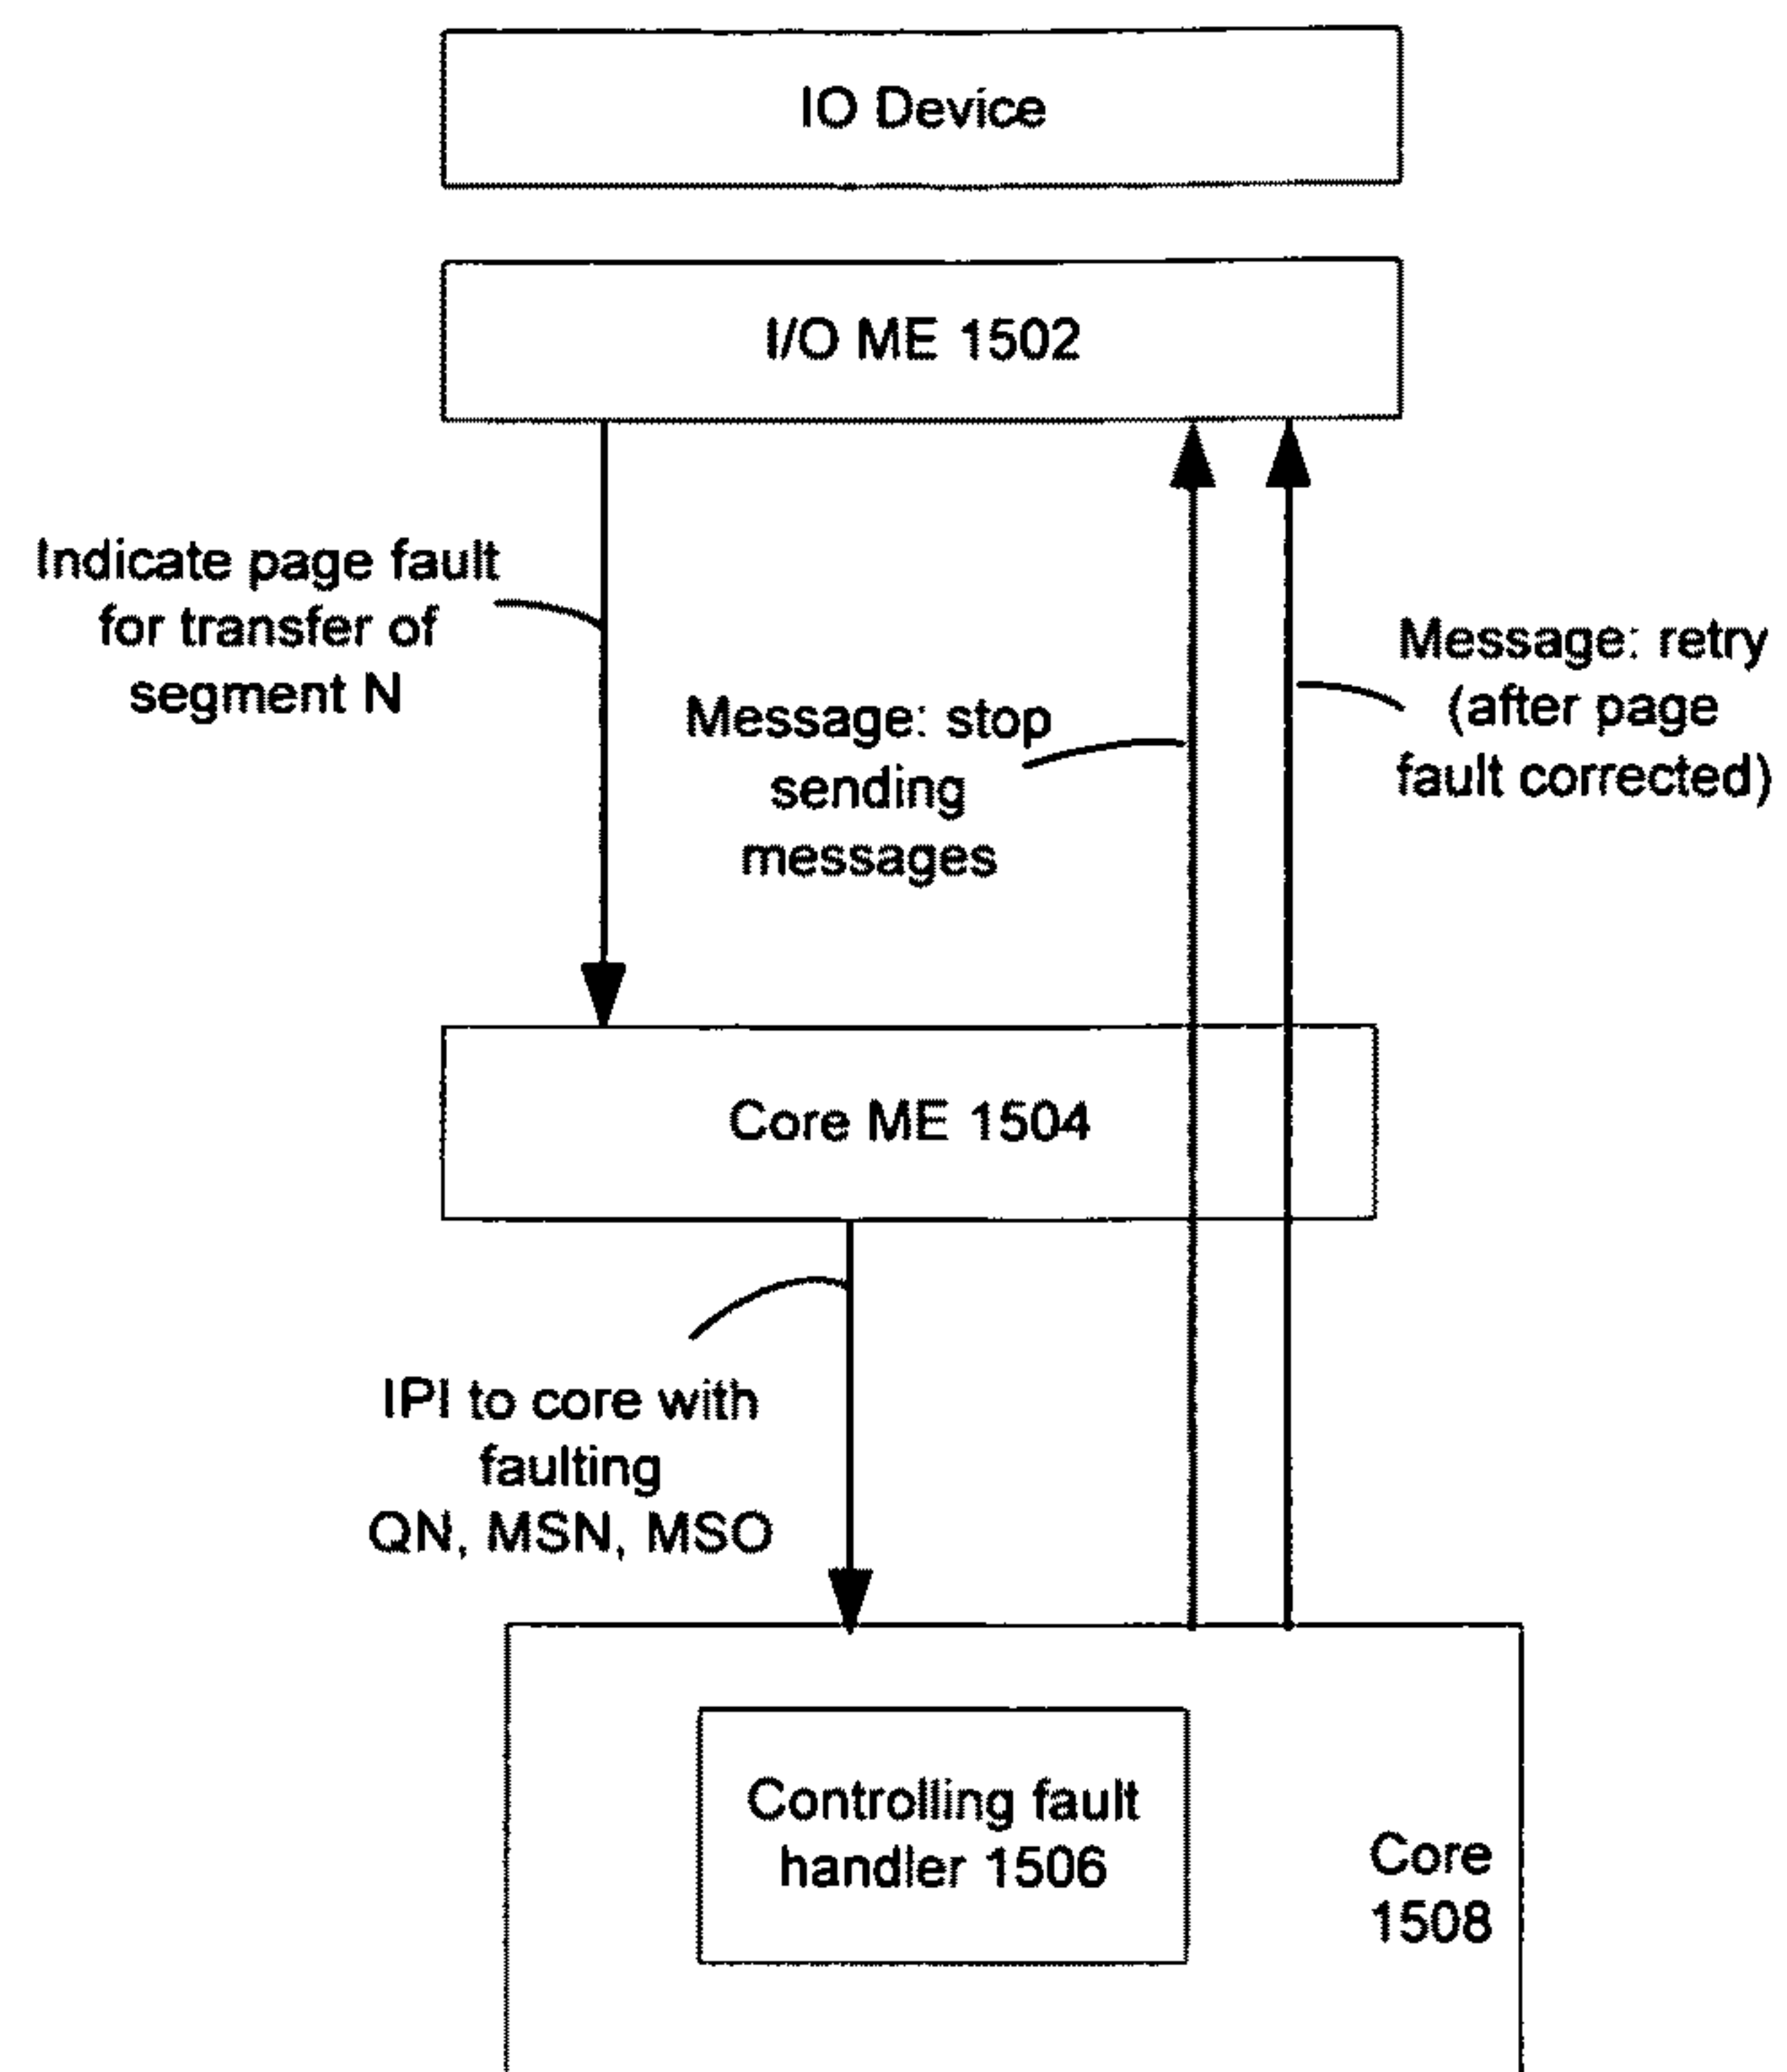 IO Device
I/O ME 1502
Indicate page fault
for transfer of
segment N
Message: stop
sending
messages
Message: retry
(after page
fault corrected)
Core ME 1504
IPI to core with
faulting
QN, MSN, MSO
Controlling fault
handler 1506
Core
1508